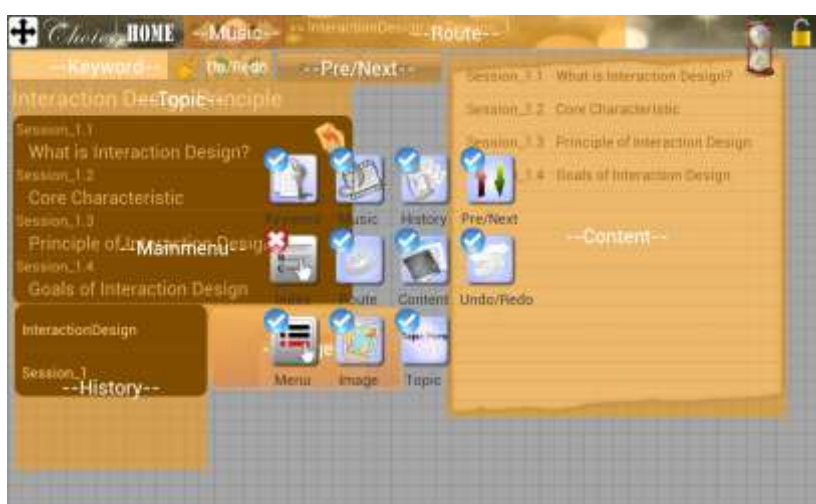 HOME --Music-- InteractionDesign --Route--
--Keyword-- Un/Redo --Pre/Next--
Interaction Design Principle
--Topic--
Session_1.1
What is Interaction Design?
Session_1.2
Core Characteristic
Session_1.3
Principle of Interaction Design
--Mainmenu--
Session_1.4
Goals of Interaction Design
InteractionDesign
Session_1
--History--
Session_1.1 What is Interaction Design?
Session_1.2 Core Characteristic
Session_1.3 Principle of Interaction Design
Session_1.4 Goals of Interaction Design
--Content--
Keyword Music History Pre/Next
Index Route Content Undo/Redo
Menu Image Topic